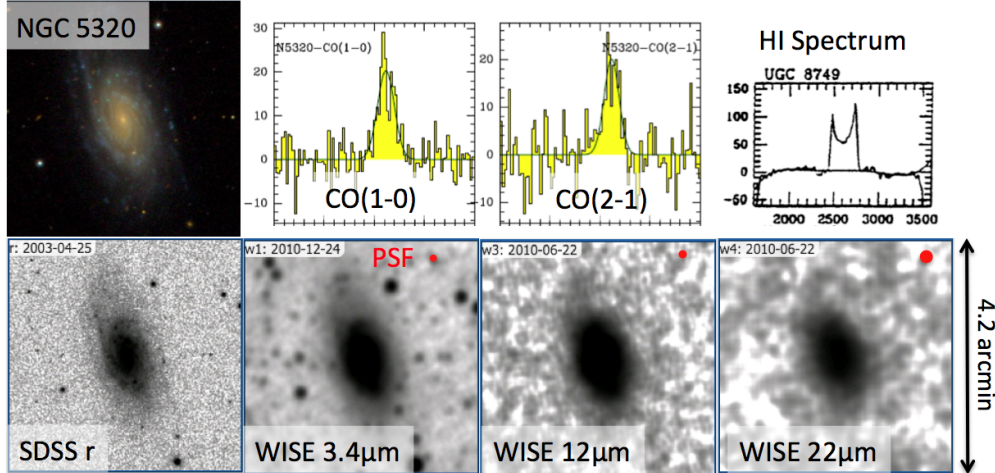 NGC 5320
30
20
10
0
-10
N5320-CO(1-0)
CO(1-0)
20
10
0
-10
N5320-CO(2-1)
CO(2-1)
HI Spectrum
UGC 8749
150
100
50
0
-50
2000 2500 3000 3500
r: 2003-04-25
SDSS r
w1: 2010-12-24
PSF
WISE 3.4μm
w3: 2010-06-22
WISE 12μm
w4: 2010-06-22
WISE 22μm
4.2 arcmin